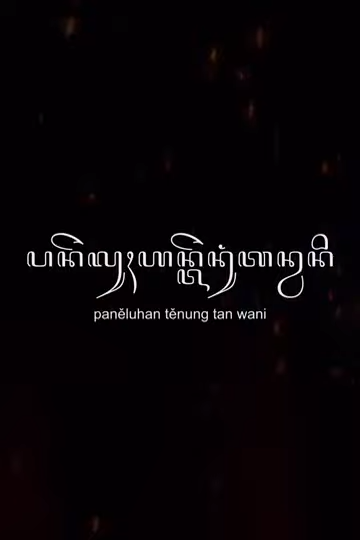 ꦥꦤꦼꦭꦸꦃꦲꦤ꧀ꦠꦼꦤꦸꦁꦠꦤ꧀ꦮꦤꦶ
paněluhan těnung tan wani